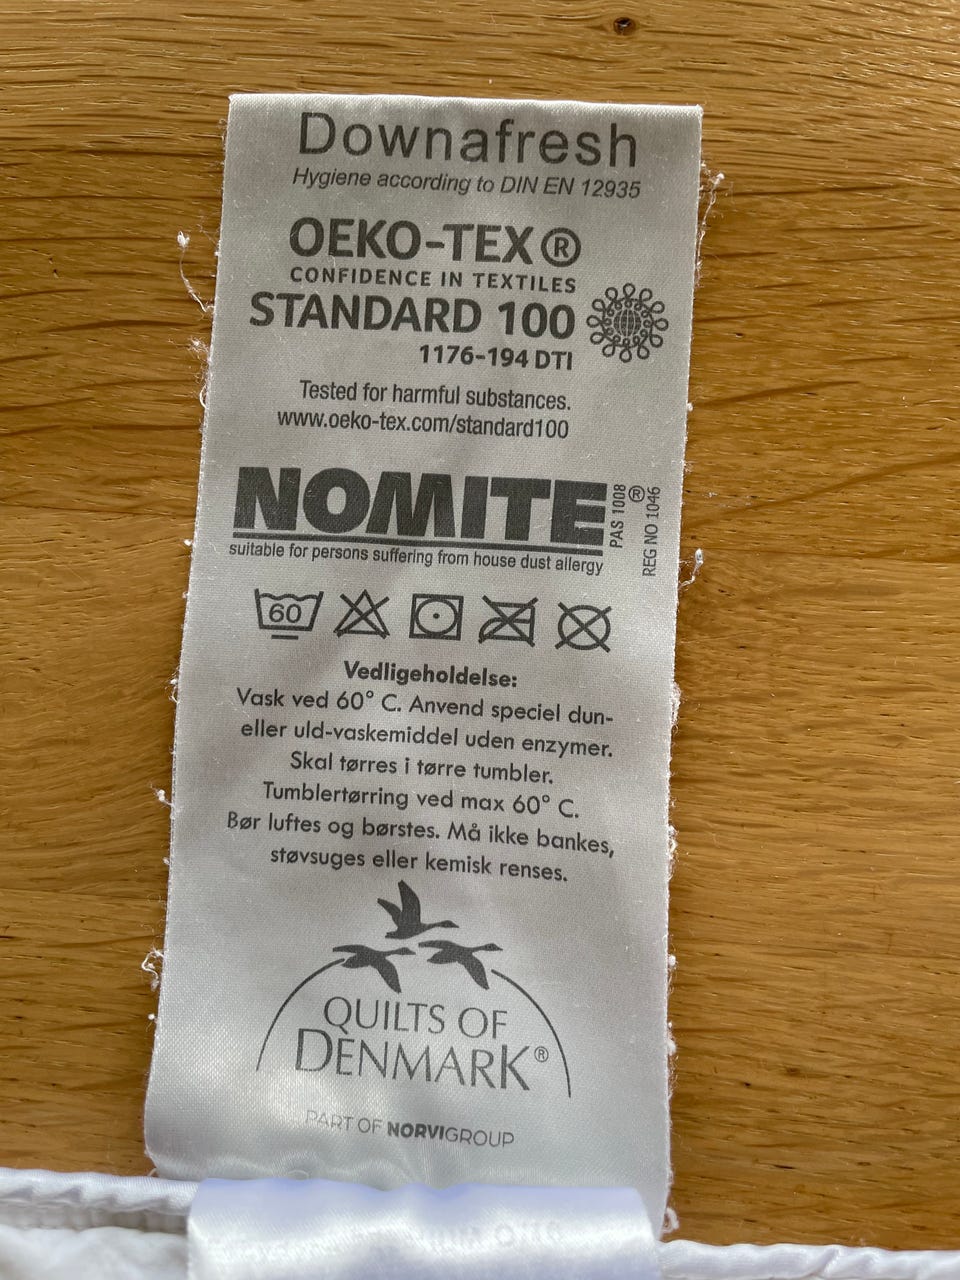 Downafresh
Hygiene according to DIN EN 12935
OEKO-TEX®
CONFIDENCE IN TEXTILES
STANDARD 100
1176-194 DTI
Tested for harmful substances.
www.oeko-tex.com/standard100
NOMITE®
PAS 1008
REG NO 1046
suitable for persons suffering from house dust allergy
60
Vedligeholdelse:
Vask ved 60° C. Anvend speciel dun-
eller uld-vaskemiddel uden enzymer.
Skal tørres i tørre tumbler.
Tumblertørring ved max 60° C.
Bør luftes og børstes. Må ikke bankes,
støvsuges eller kemisk renses.
QUILTS OF
DENMARK®
PART OF NORVIGROUP